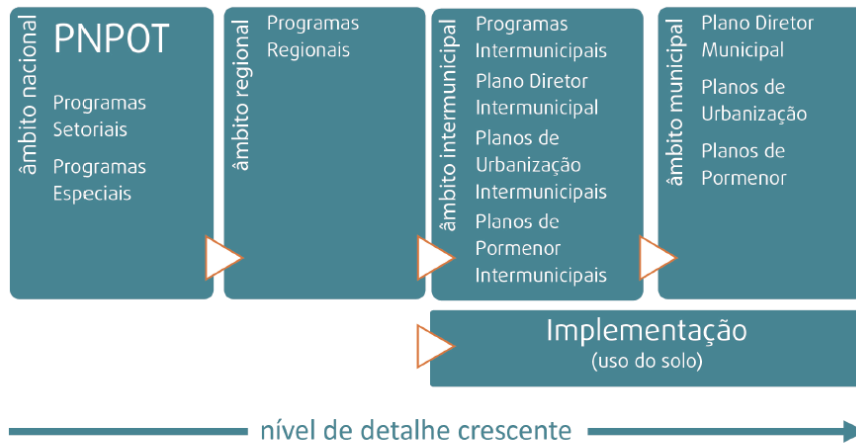 âmbito nacional
PNPOT
Programas
Setoriais
Programas
Especiais
âmbito regional
Programas
Regionais
âmbito intermunicipal
Programas
Intermunicipais
Plano Diretor
Intermunicipal
Planos de
Urbanização
Intermunicipais
Planos de
Pormenor
Intermunicipais
âmbito municipal
Plano Diretor
Municipal
Planos de
Urbanização
Planos de
Pormenor
Implementação
(uso do solo)
nível de detalhe crescente